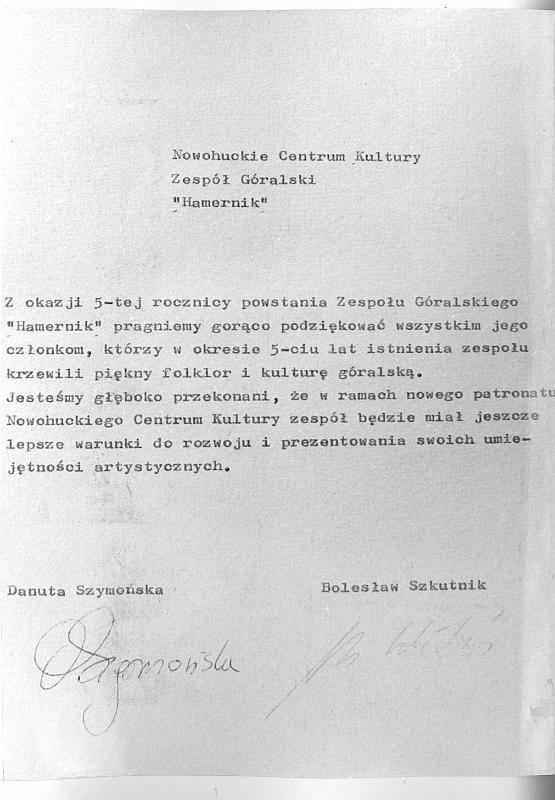 Nowohuckie Centrum Kultury
Zespół Góralski
"Hamernik"
Z okazji 5-tej rocznicy powstania Zespołu Góralskiego
"Hamernik" pragniemy gorąco podziękować wszystkim jego
członkom, którzy w okresie 5-ciu lat istnienia zespołu
krzewili piękny folklor i kulturę góralską.
Jesteśmy głęboko przekonani, że w ramach nowego patronatu
Nowohuckiego Centrum Kultury zespół będzie miał jeszcze
lepsze warunki do rozwoju i prezentowania swoich umie-
jętności artystycznych.
Danuta Szymońska
Bolesław Szkutnik
DSzymońska